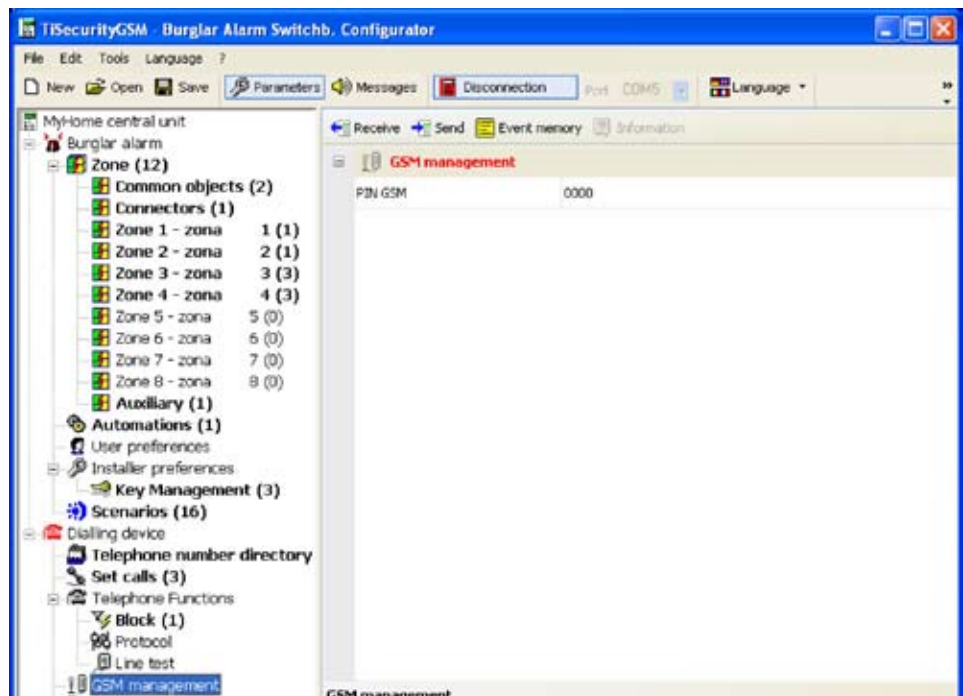 TiSecurityGSM - Burglar Alarm Switchb. Configurator
File Edit Tools Language ?
New Open Save Parameters Messages Disconnection Port COM5 Language »
Receive Send Event memory Information
MyHome central unit
Burglar alarm
Zone (12)
Common objects (2)
Connectors (1)
Zone 1 - zona 1 (1)
Zone 2 - zona 2 (1)
Zone 3 - zona 3 (3)
Zone 4 - zona 4 (3)
Zone 5 - zona 5 (0)
Zone 6 - zona 6 (0)
Zone 7 - zona 7 (0)
Zone 8 - zona 8 (0)
Auxiliary (1)
Automations (1)
User preferences
Installer preferences
Key Management (3)
Scenarios (16)
Dialling device
Telephone number directory
Set calls (3)
Telephone Functions
Block (1)
Protocol
Line test
GSM management
GSM management
PIN GSM 0000
GSM management